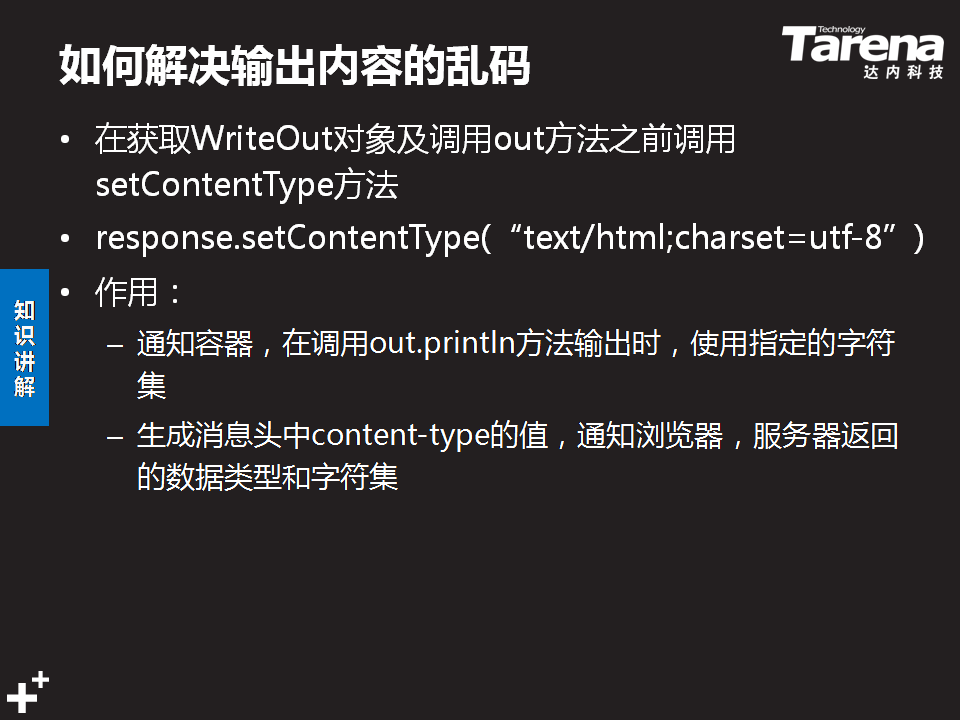 如何解决输出内容的乱码
Technology
Tarena
达内科技
• 在获取WriteOut对象及调用out方法之前调用
setContentType方法
• response.setContentType(“text/html;charset=utf-8”)
• 作用：
– 通知容器，在调用out.println方法输出时，使用指定的字符
集
– 生成消息头中content-type的值，通知浏览器，服务器返回
的数据类型和字符集
知
识
讲
解